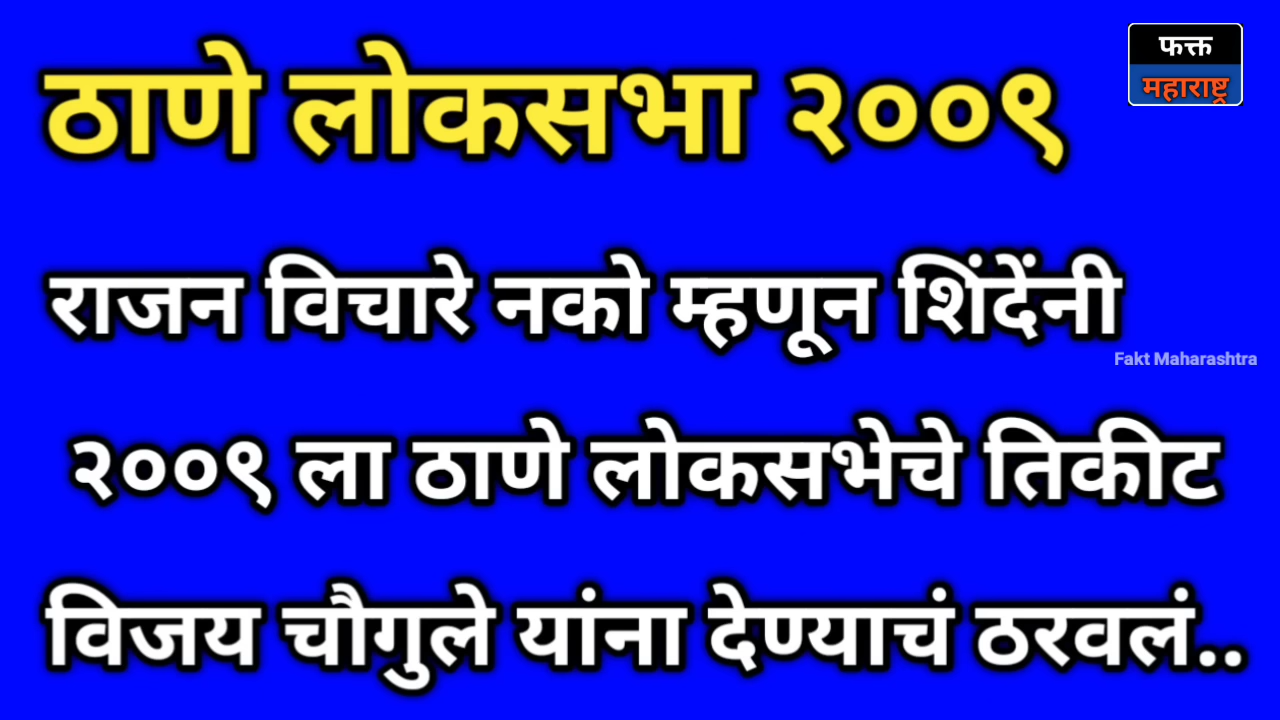 ठाणे लोकसभा २००९
फक्त
महाराष्ट्र
राजन विचारे नको म्हणून शिंदेंनी
Fakt Maharashtra
२००९ ला ठाणे लोकसभेचे तिकीट
विजय चौगुले यांना देण्याचं ठरवलं..